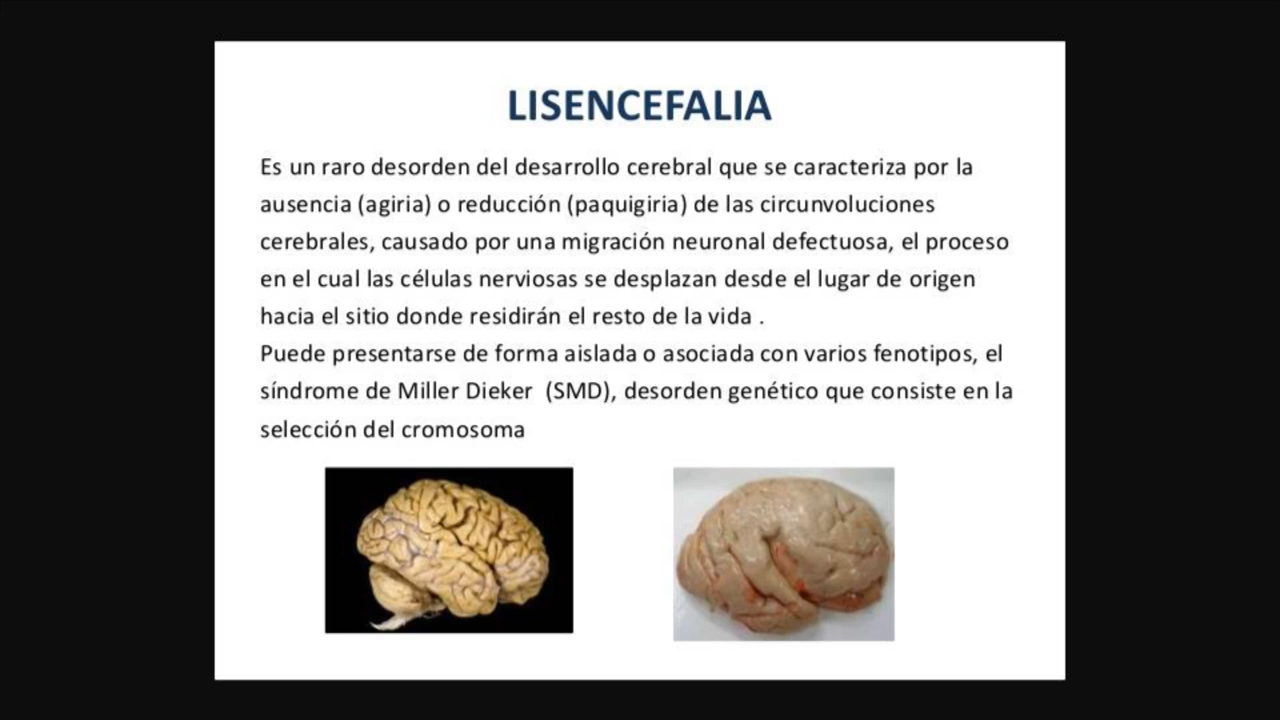 LISENCEFALIA
Es un raro desorden del desarrollo cerebral que se caracteriza por la
ausencia (agiria) o reducción (paquigiria) de las circunvoluciones
cerebrales, causado por una migración neuronal defectuosa, el proceso
en el cual las células nerviosas se desplazan desde el lugar de origen
hacia el sitio donde residirán el resto de la vida .
Puede presentarse de forma aislada o asociada con varios fenotipos, el
síndrome de Miller Dieker  (SMD), desorden genético que consiste en la
selección del cromosoma